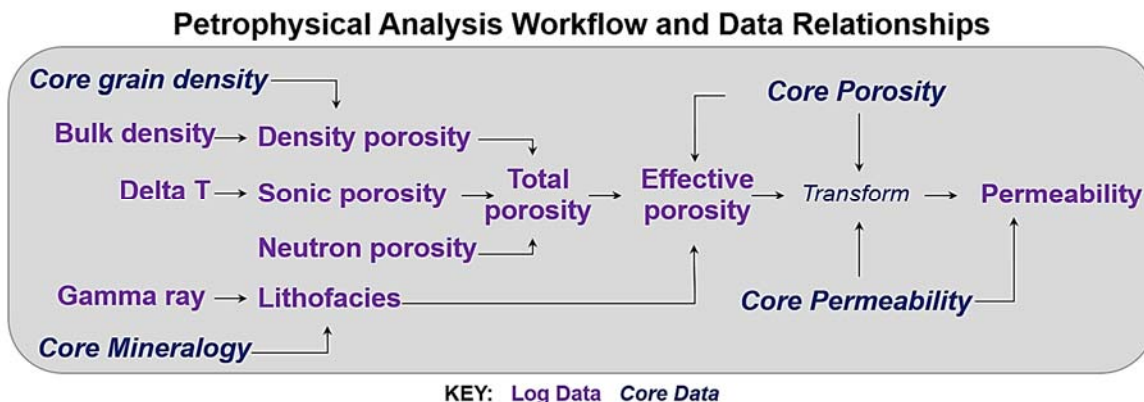 Petrophysical Analysis Workflow and Data Relationships
Core grain density
Core Porosity
Bulk density
Density porosity
Delta T
Sonic porosity
Total
porosity
Effective
porosity
Transform
Permeability
Neutron porosity
Gamma ray
Lithofacies
Core Permeability
Core Mineralogy
KEY: Log Data Core Data